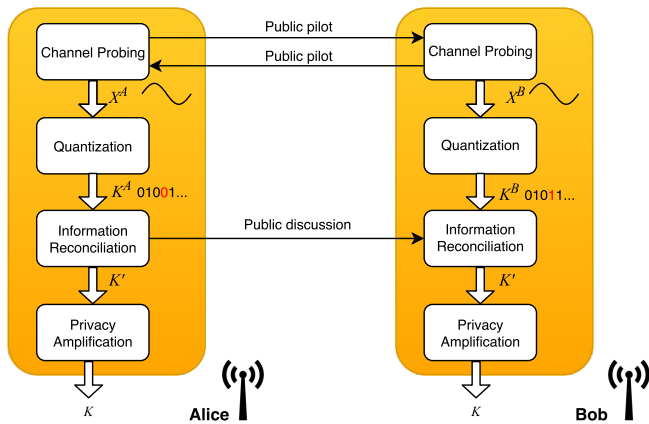 Public pilot
Channel Probing
Channel Probing
Public pilot
X^A
X^B
Quantization
Quantization
K^A 01001...
K^B 01011...
Information
Reconciliation
Public discussion
Information
Reconciliation
K′
K′
Privacy
Amplification
Privacy
Amplification
K
Alice
K
Bob